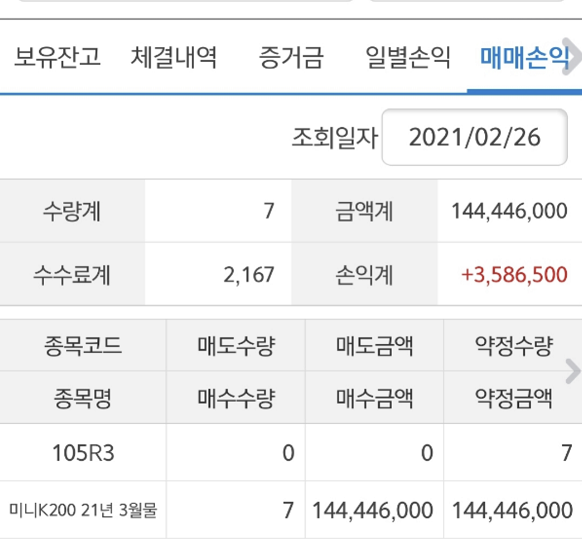 보유잔고 체결내역 증거금 일별손익 매매손익
조회일자 2021/02/26
수량계 7 금액계 144,446,000
수수료계 2,167 손익계 +3,586,500
종목코드 매도수량 매도금액 약정수량
종목명 매수수량 매수금액 약정금액
105R3 0 0 7
미니K200 21년 3월물 7 144,446,000 144,446,000